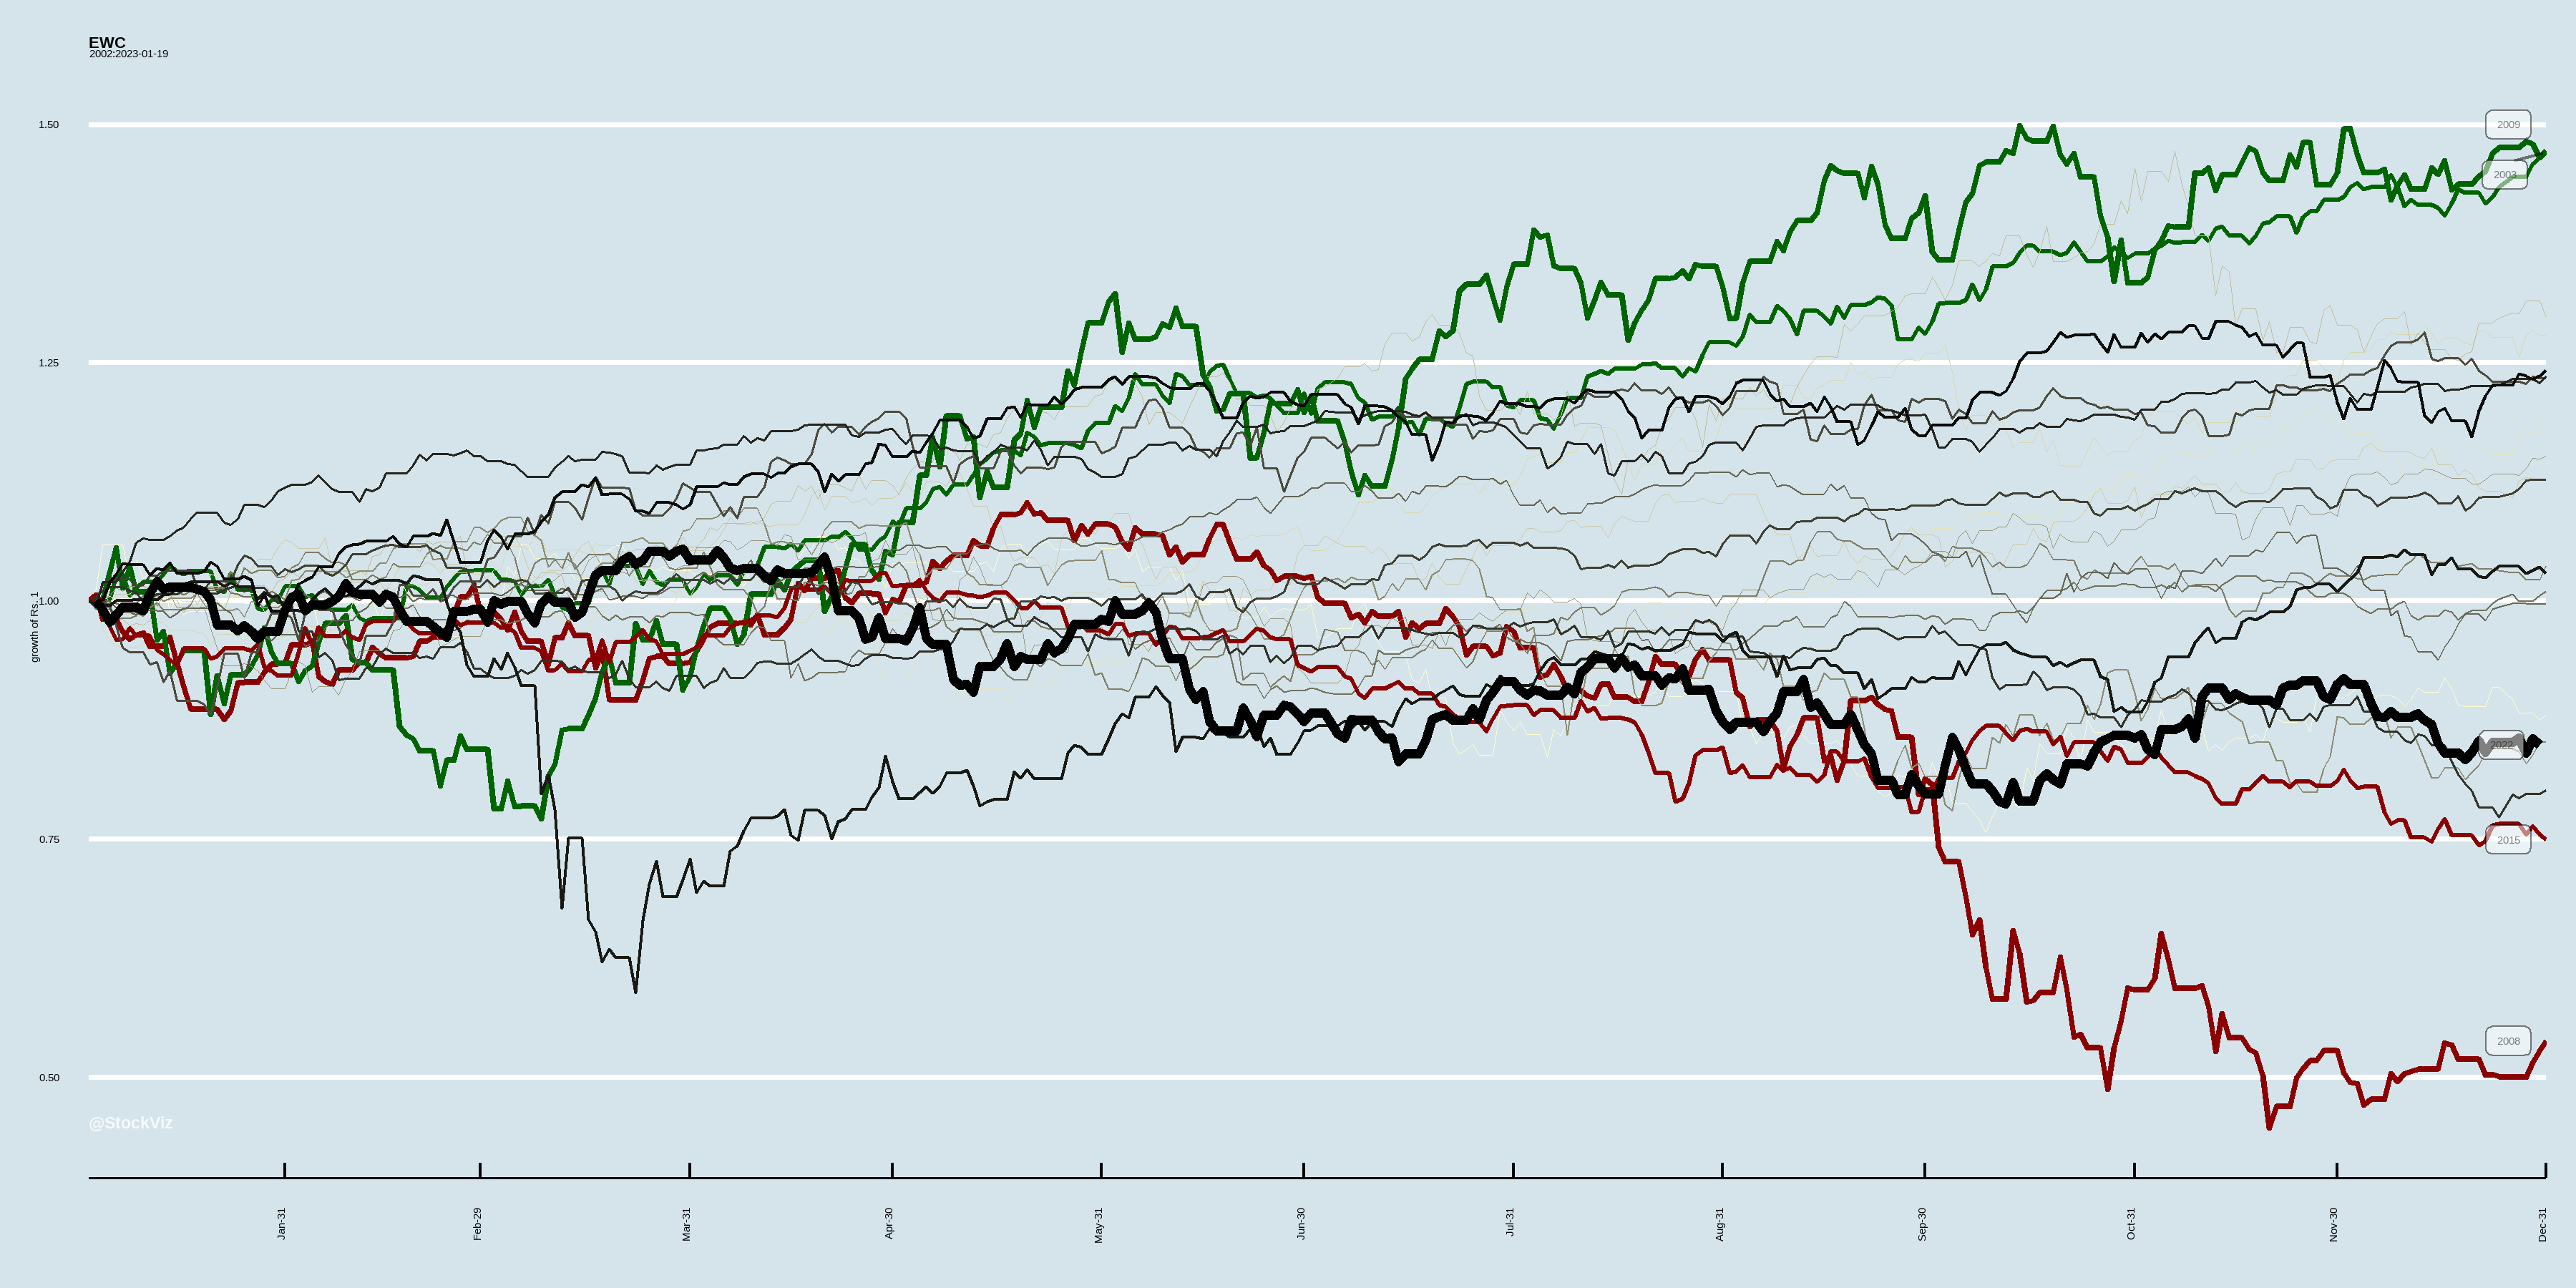 EWC
2002:2023-01-19
1.50
1.25
1.00
0.75
0.50
growth of Rs. 1
2009
2003
2022
2015
2008
@StockViz
Jan-31
Feb-29
Mar-31
Apr-30
May-31
Jun-30
Jul-31
Aug-31
Sep-30
Oct-31
Nov-30
Dec-31